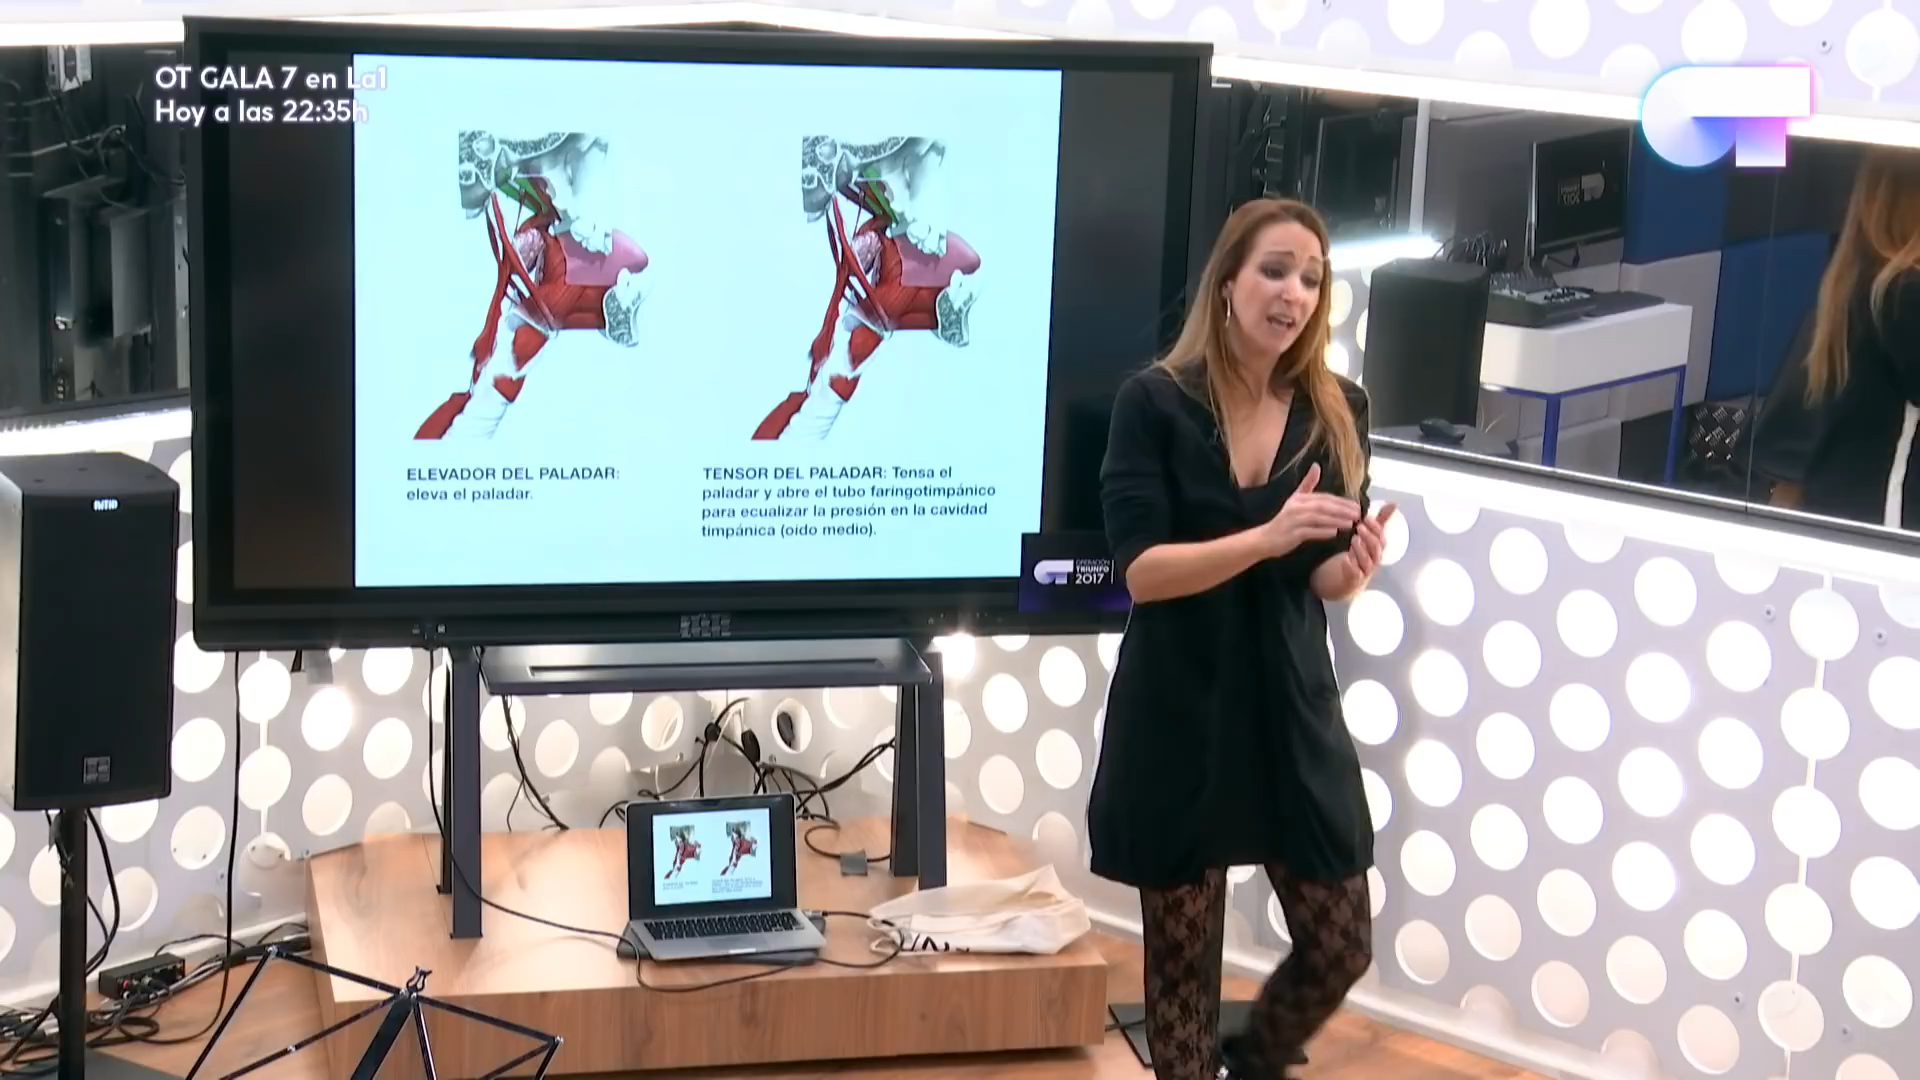 OT GALA 7 en La1
Hoy a las 22:35h
ELEVADOR DEL PALADAR:
eleva el paladar.
TENSOR DEL PALADAR: Tensa el
paladar y abre el tubo faringotimpánico
para ecualizar la presión en la cavidad
timpánica (oido medio).
OPERACIÓN
TRIUNFO
2017